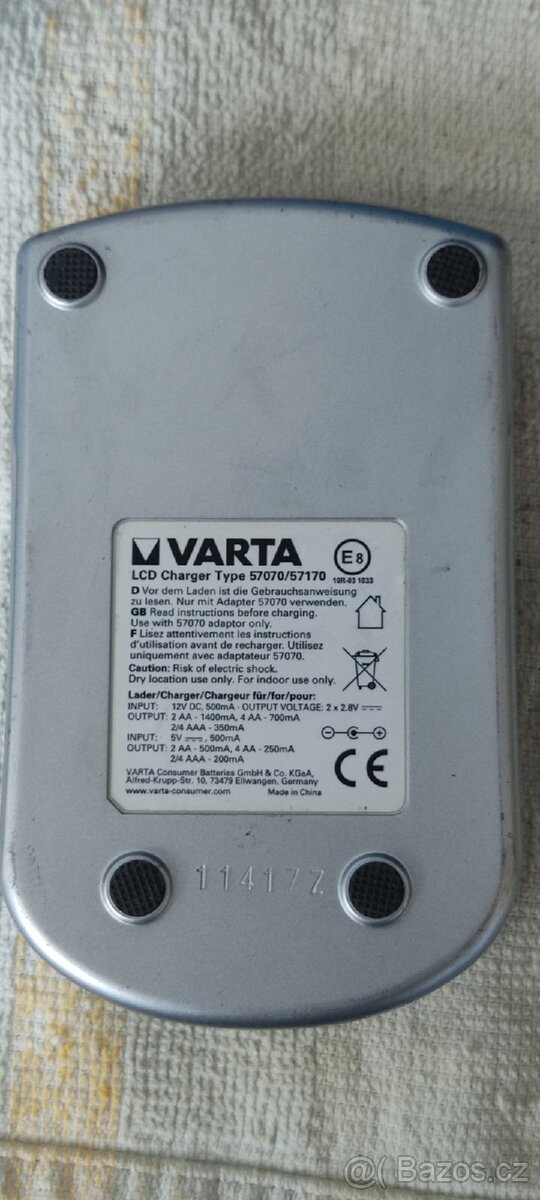 VARTA
E8
LCD Charger Type 57070/57170
10R-03 1033
D Vor dem Laden ist die Gebrauchsanweisung
zu lesen. Nur mit Adapter 57070 verwenden.
GB Read instructions before charging.
Use with 57070 adaptor only.
F Lisez attentivement les instructions
d'utilisation avant de recharger. Utilisez
uniquement avec adaptateur 57070.
Caution: Risk of electric shock.
Dry location use only. For indoor use only.
Lader/Charger/Chargeur für/for/pour:
INPUT: 12V DC, 500mA - OUTPUT VOLTAGE: 2 x 2.8V
OUTPUT: 2 AA - 1400mA, 4 AA - 700mA
2/4 AAA - 350mA
INPUT: 5V, 500mA
OUTPUT: 2 AA - 500mA, 4 AA - 250mA
2/4 AAA - 200mA
CE
VARTA Consumer Batteries GmbH & Co. KGaA,
Alfred-Krupp-Str. 10, 73479 Ellwangen, Germany
www.varta-consumer.com Made in China
11417Z
Bazos.cz